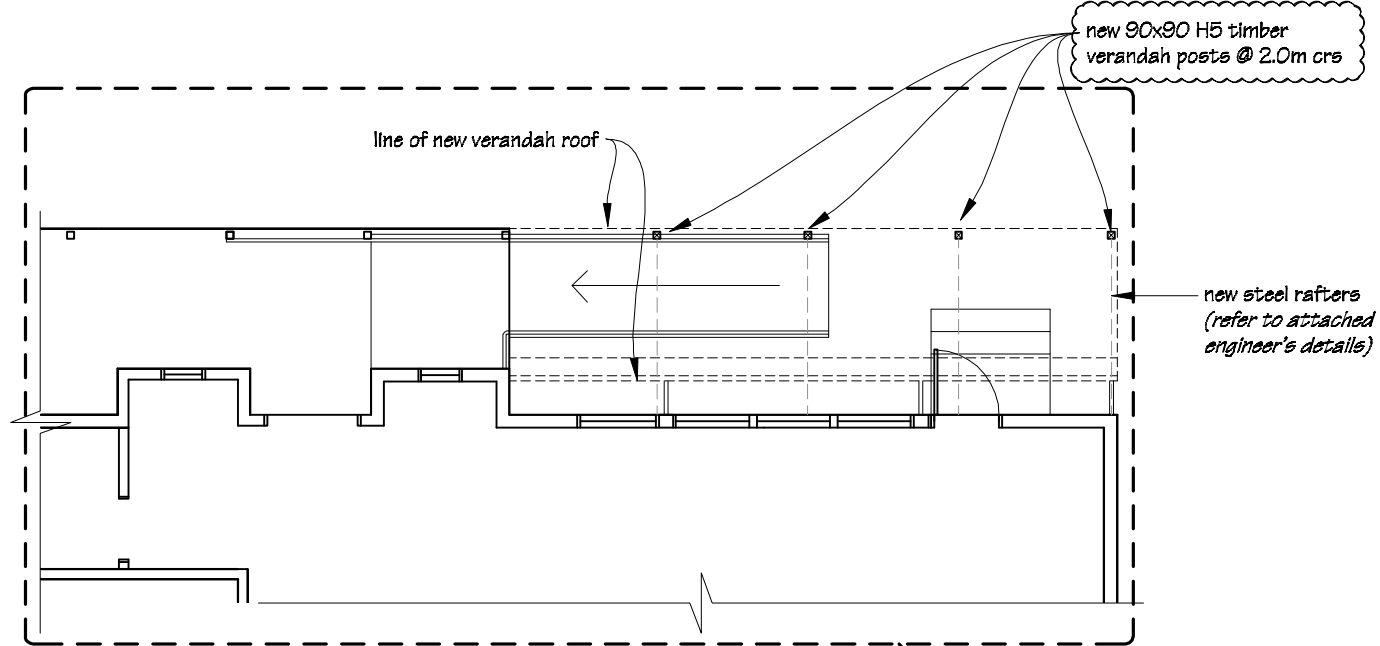 new 90x90 H5 timber
verandah posts @ 2.0m crs
line of new verandah roof
new steel rafters
(refer to attached
engineer's details)